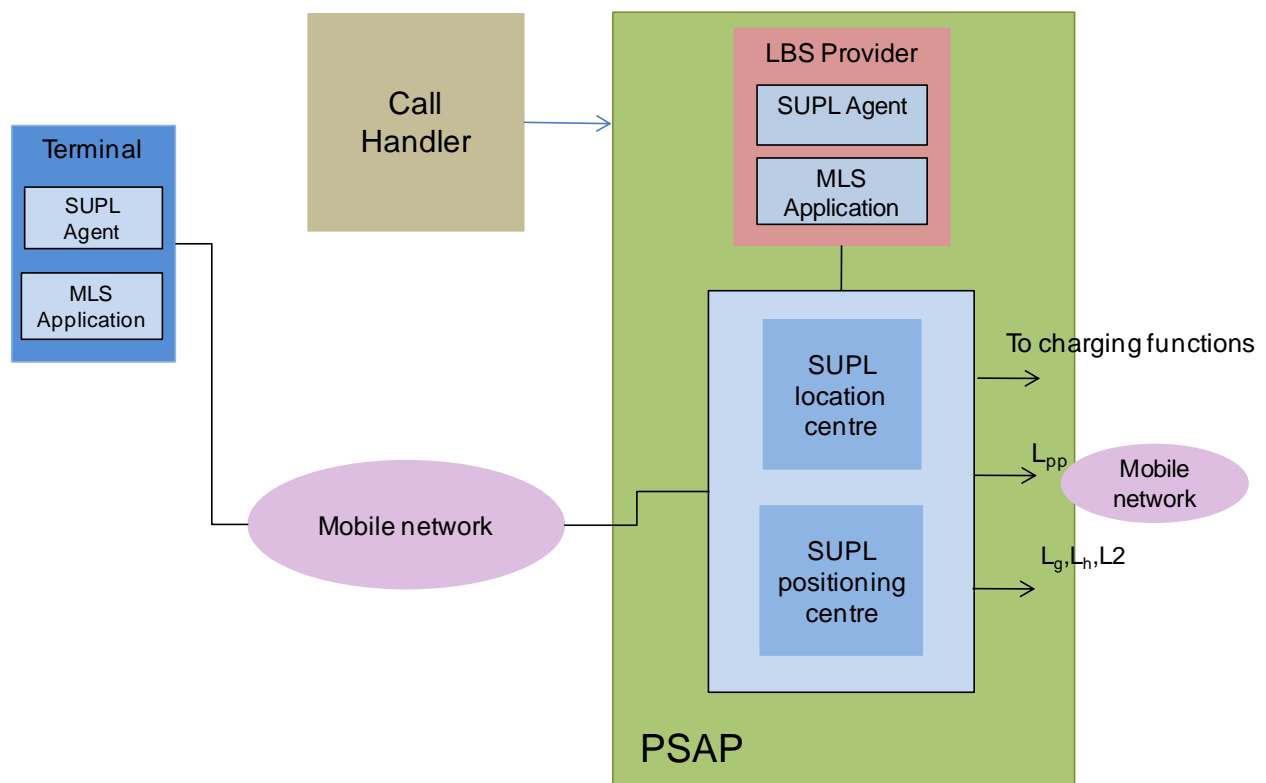 LBS Provider
SUPL Agent
MLS
Application
Call
Handler
Terminal
SUPL
Agent
MLS
Application
To charging functions
SUPL
location
centre
Lpp
Mobile
network
Mobile network
SUPL
positioning
centre
Lg,Lh,L2
PSAP